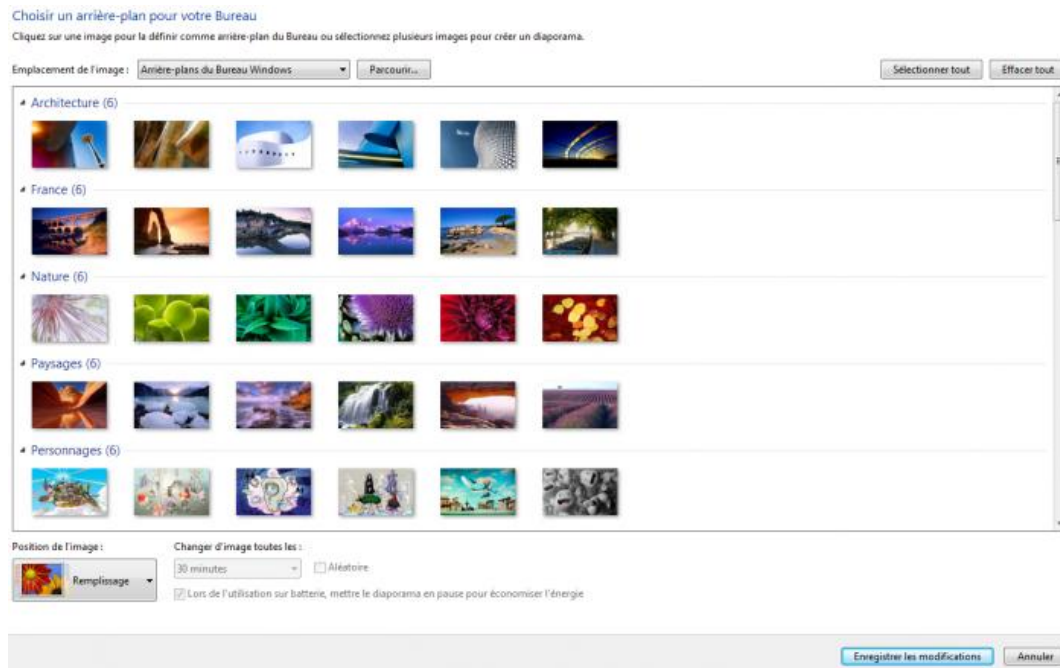 Choisir un arrière-plan pour votre Bureau
Cliquez sur une image pour la définir comme arrière-plan du Bureau ou sélectionnez plusieurs images pour créer un diaporama.
Emplacement de l'image : Arrière-plans du Bureau Windows Parcourir... Sélectionner tout Effacer tout
Architecture (6)
France (6)
Nature (6)
Paysages (6)
Personnages (6)
Position de l'image : Changer d'image toutes les :
Remplissage 30 minutes Aléatoire
Lors de l'utilisation sur batterie, mettre le diaporama en pause pour économiser l'énergie
Enregistrer les modifications Annuler